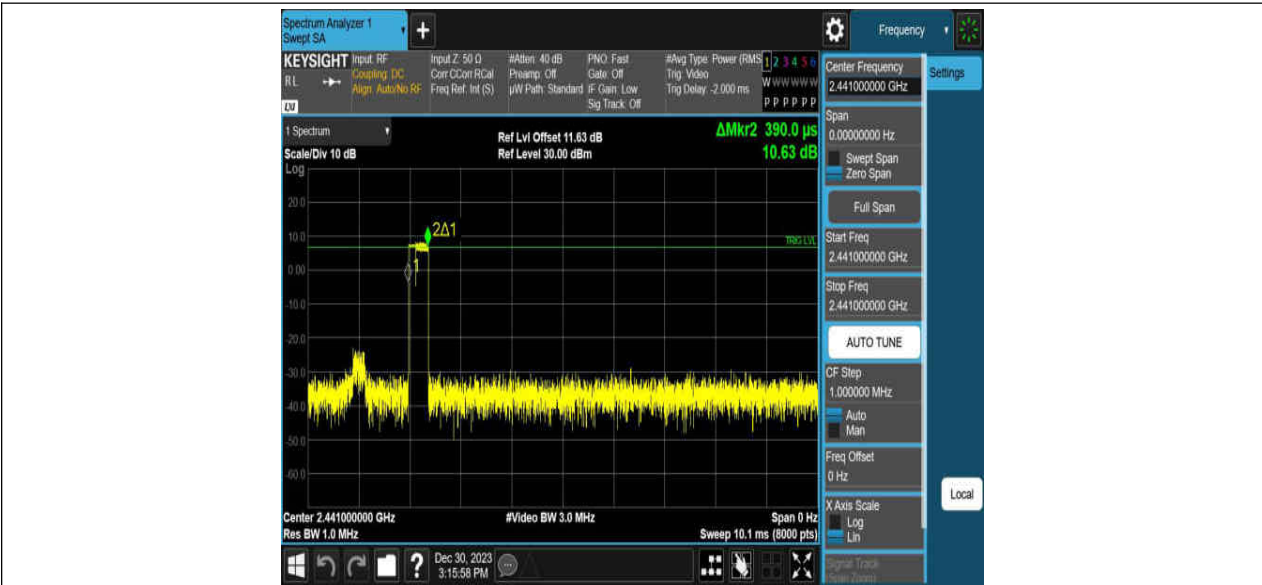 Spectrum Analyzer 1
Swept SA
+
Frequency
KEYSIGHT Input: RF Input Z: 50 Ω #Atten: 40 dB PNO: Fast #Avg Type: Power (RMS 1 2 3 4 5 6
RL Coupling: DC Corr CCorr RCal Preamp: Off Gate: Off Trig: Video W W W W W W
Align: Auto/No RF Freq Ref: Int (S) µW Path: Standard IF Gain: Low Trig Delay: -2.000 ms
LXI Sig Track: Off P P P P P P
1 Spectrum
Ref Lvl Offset 11.63 dB
ΔMkr2 390.0 µs
Scale/Div 10 dB
Ref Level 30.00 dBm
10.63 dB
Log
20.0
10.0
0.00
-10.0
-20.0
-30.0
-40.0
-50.0
-60.0
2Δ1
1
TRIG LVL
Center 2.441000000 GHz
#Video BW 3.0 MHz
Span 0 Hz
Res BW 1.0 MHz
Sweep 10.1 ms (8000 pts)
?
Dec 30, 2023
3:15:58 PM
Center Frequency
2.441000000 GHz
Settings
Span
0.00000000 Hz
Swept Span
Zero Span
Full Span
Start Freq
2.441000000 GHz
Stop Freq
2.441000000 GHz
AUTO TUNE
CF Step
1.000000 MHz
Auto
Man
Freq Offset
0 Hz
Local
X Axis Scale
Log
Lin
Signal Track
(Span Zoom)